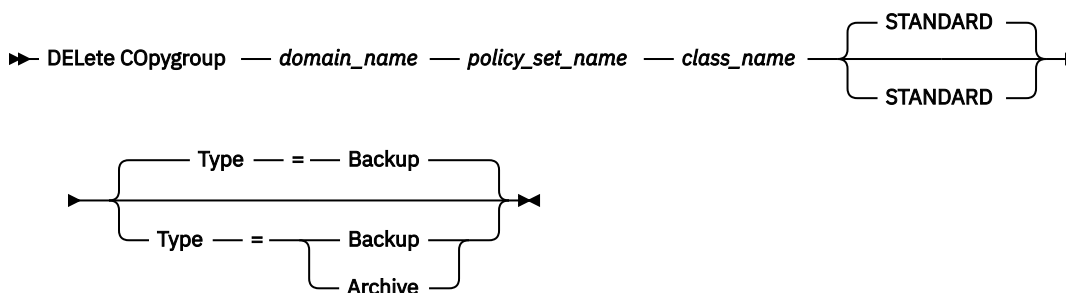 STANDARD
DELete COpygroup domain_name policy_set_name class_name
STANDARD
Type = Backup
Type = Backup
Archive